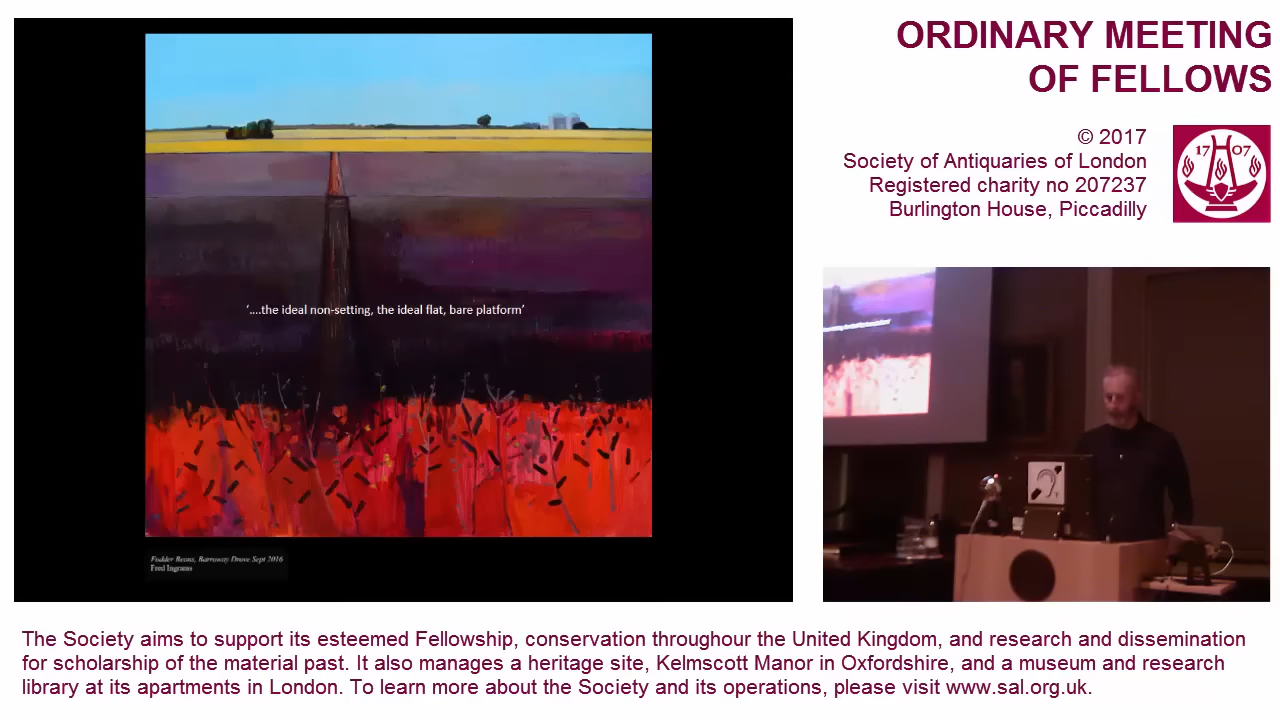 ORDINARY MEETING
OF FELLOWS
© 2017
Society of Antiquaries of London
Registered charity no 207237
Burlington House, Piccadilly
17 07
‘....the ideal non-setting, the ideal flat, bare platform’
Fodder Beans, Barroway Drove Sept 2016
Fred Ingrams
T
The Society aims to support its esteemed Fellowship, conservation throughour the United Kingdom, and research and dissemination
for scholarship of the material past. It also manages a heritage site, Kelmscott Manor in Oxfordshire, and a museum and research
library at its apartments in London. To learn more about the Society and its operations, please visit www.sal.org.uk.